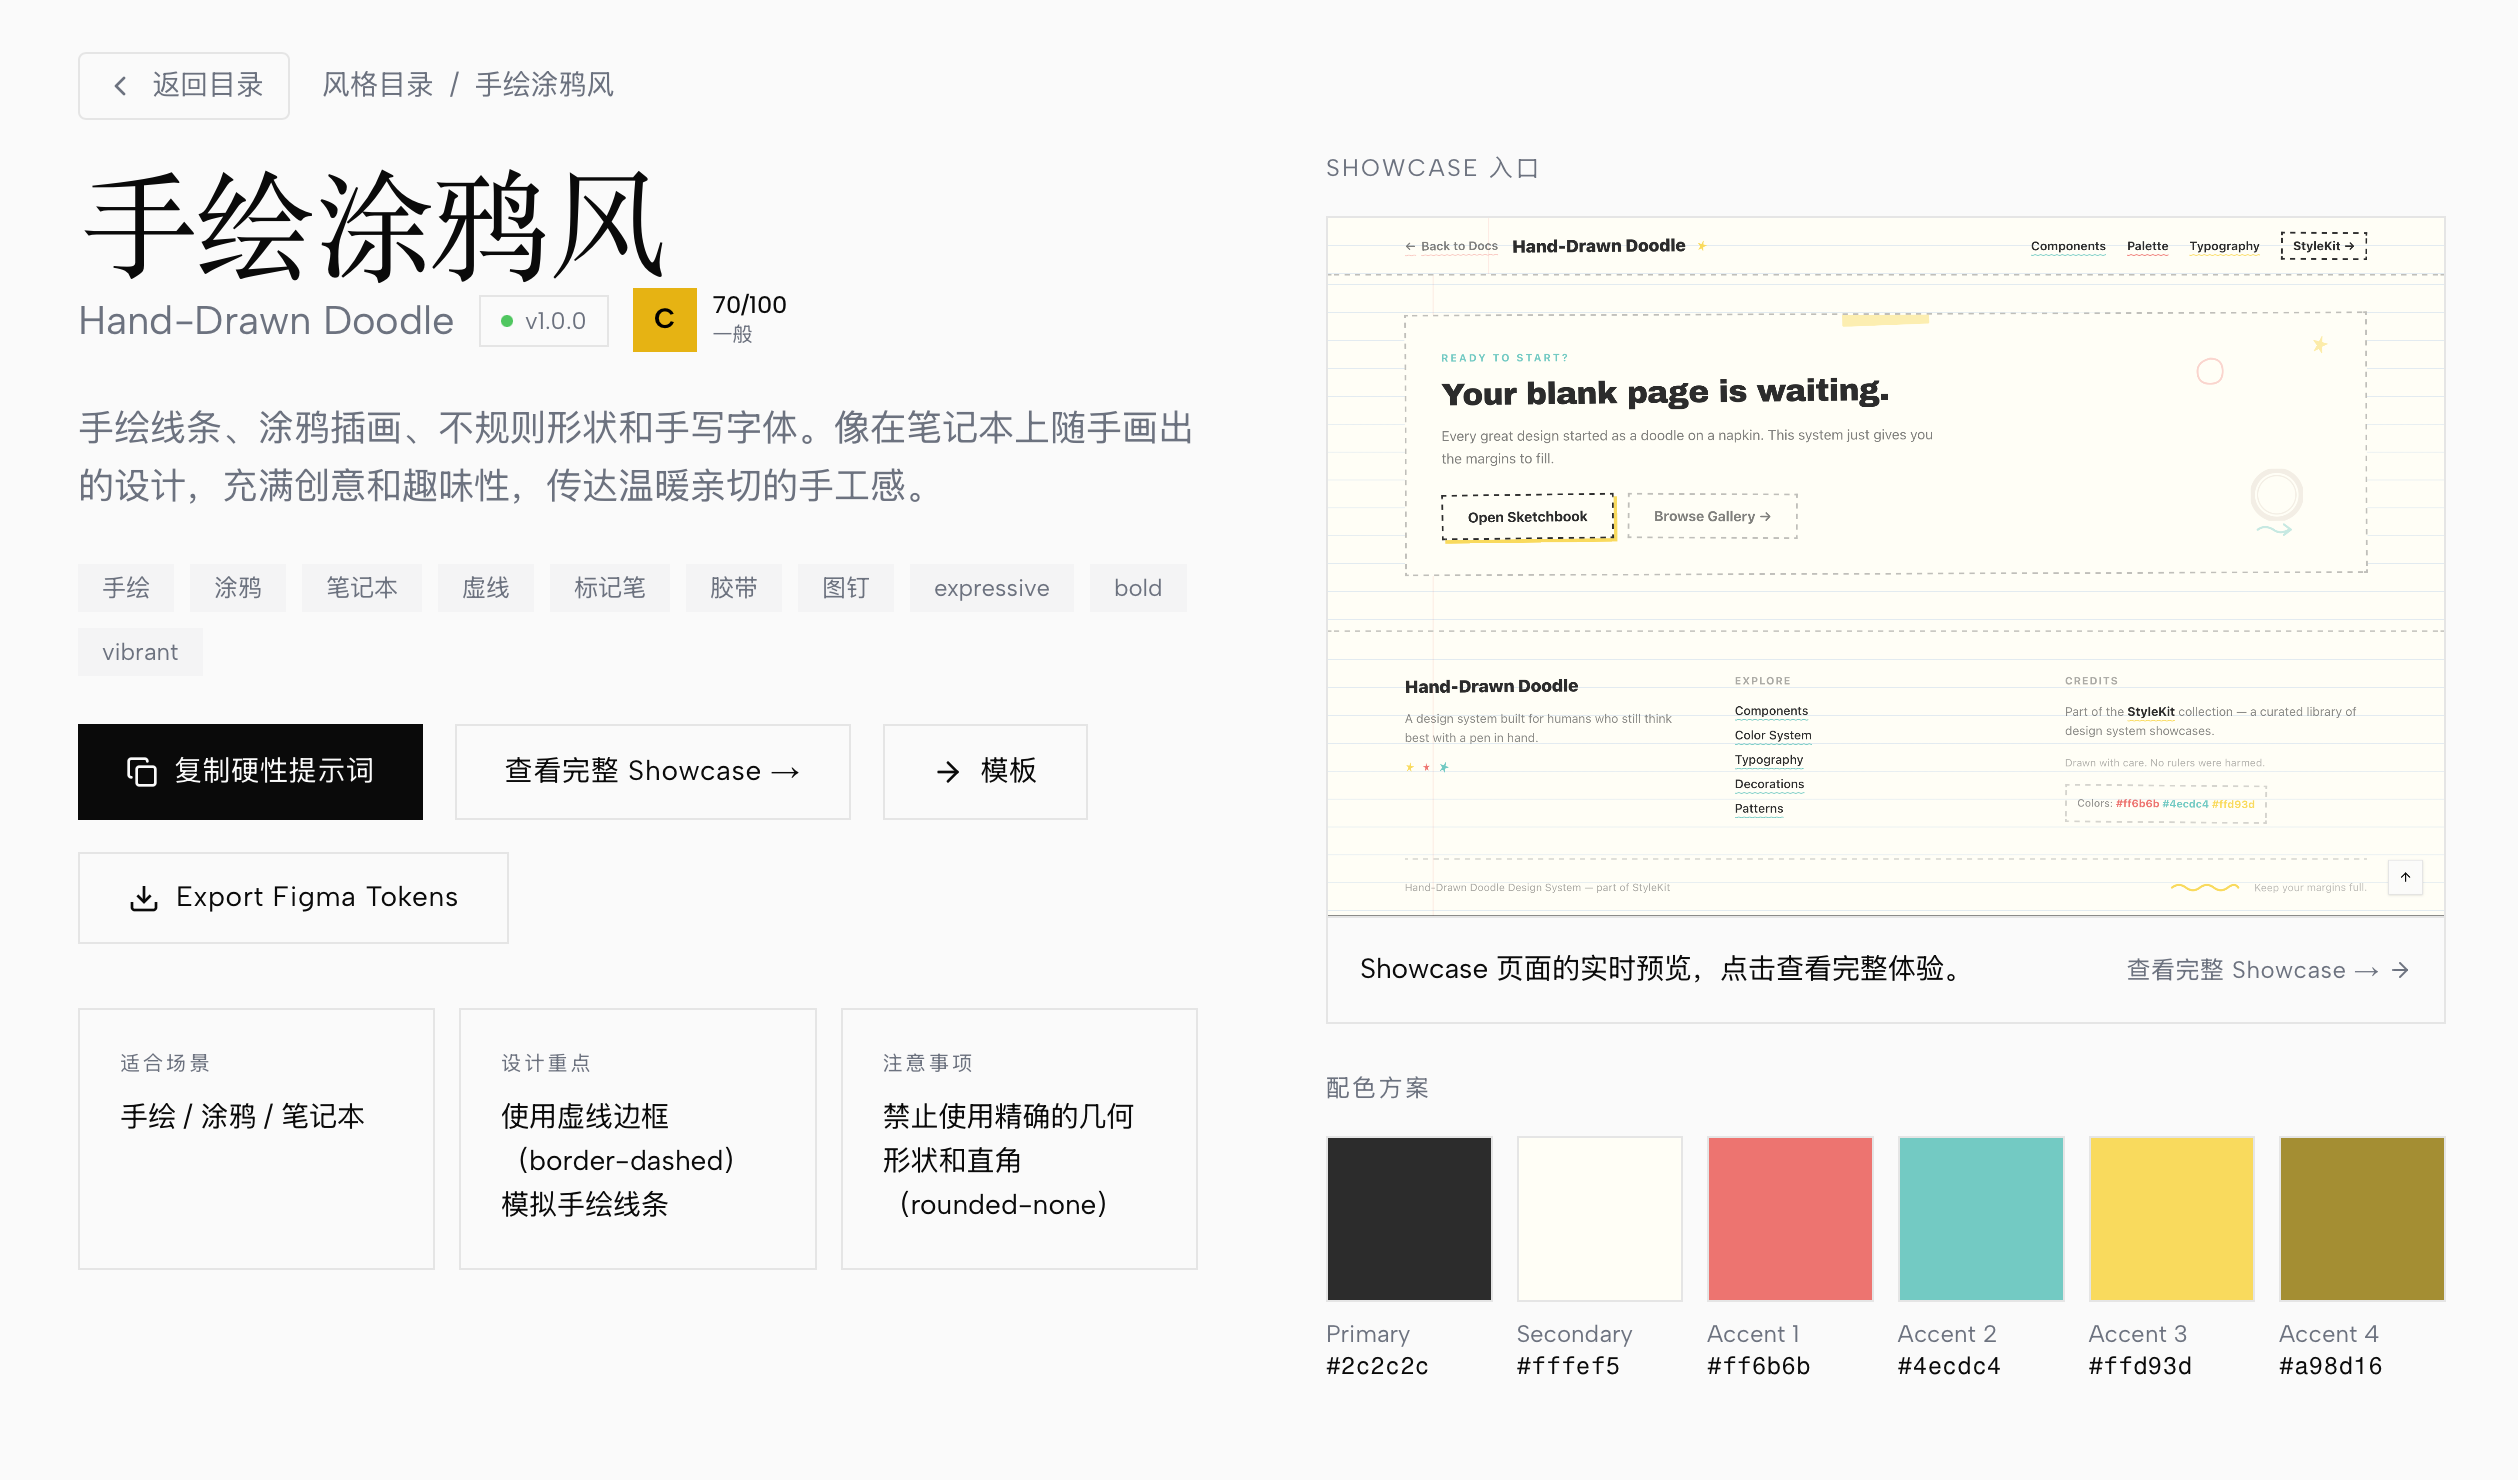 返回目录
风格目录 / 手绘涂鸦风
手绘涂鸦风
Hand-Drawn Doodle
v1.0.0
C
70/100
一般
手绘线条、涂鸦插画、不规则形状和手写字体。像在笔记本上随手画出
的设计，充满创意和趣味性，传达温暖亲切的手工感。
手绘 涂鸦 笔记本 虚线 标记笔 胶带 图钉 expressive bold
vibrant
复制硬性提示词
查看完整 Showcase →
→ 模板
Export Figma Tokens
适合场景
手绘 / 涂鸦 / 笔记本
设计重点
使用虚线边框
（border-dashed）
模拟手绘线条
注意事项
禁止使用精确的几何
形状和直角
（rounded-none）
SHOWCASE 入口
← Back to Docs
Hand-Drawn Doodle
Components Palette Typography StyleKit →
READY TO START?
Your blank page is waiting.
Every great design started as a doodle on a napkin. This system just gives you
the margins to fill.
Open Sketchbook
Browse Gallery →
Hand-Drawn Doodle
A design system built for humans who still think
best with a pen in hand.
EXPLORE
Components
Color System
Typography
Decorations
Patterns
CREDITS
Part of the StyleKit collection — a curated library of
design system showcases.
Drawn with care. No rulers were harmed.
Colors: #ff6b6b #4ecdc4 #ffd93d
Hand-Drawn Doodle Design System — part of StyleKit
Keep your margins full.
Showcase 页面的实时预览，点击查看完整体验。
查看完整 Showcase → →
配色方案
Primary
#2c2c2c
Secondary
#fffef5
Accent 1
#ff6b6b
Accent 2
#4ecdc4
Accent 3
#ffd93d
Accent 4
#a98d16